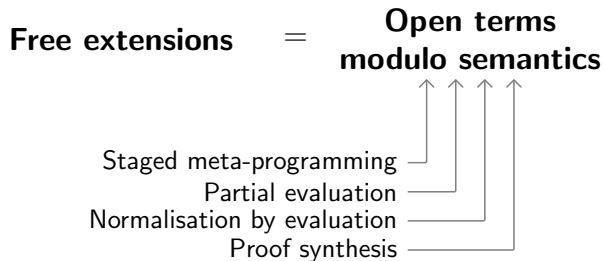 Free extensions = Open terms
modulo semantics
Staged meta-programming
Partial evaluation
Normalisation by evaluation
Proof synthesis